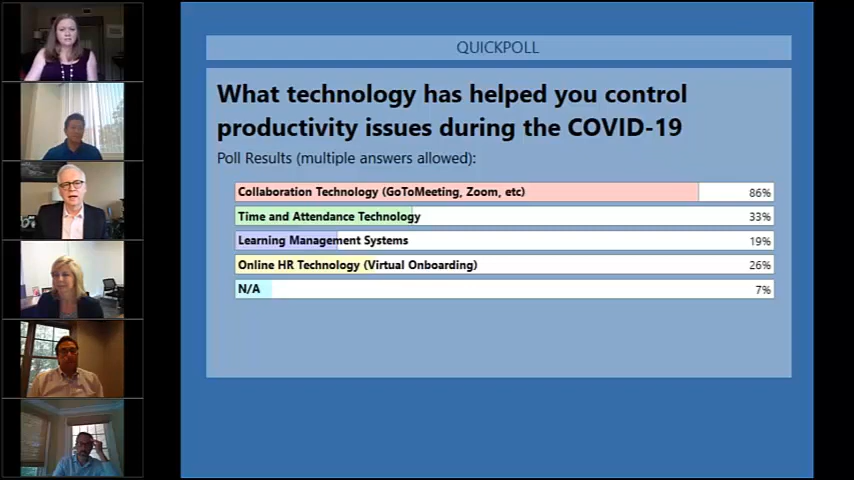 QUICKPOLL
What technology has helped you control
productivity issues during the COVID-19
Poll Results (multiple answers allowed):
Collaboration Technology (GoToMeeting, Zoom, etc) 86%
Time and Attendance Technology 33%
Learning Management Systems 19%
Online HR Technology (Virtual Onboarding) 26%
N/A 7%